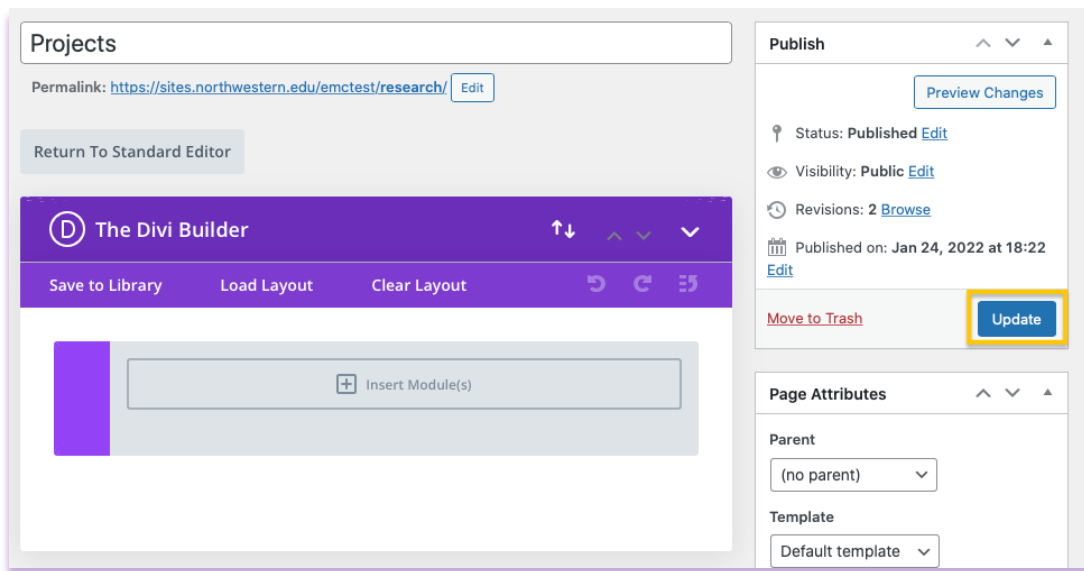 Projects
Permalink: https://sites.northwestern.edu/emctest/research/ Edit
Return To Standard Editor
D The Divi Builder
Save to Library Load Layout Clear Layout
Insert Module(s)
Publish
Preview Changes
Status: Published Edit
Visibility: Public Edit
Revisions: 2 Browse
Published on: Jan 24, 2022 at 18:22
Edit
Move to Trash Update
Page Attributes
Parent
(no parent)
Template
Default template